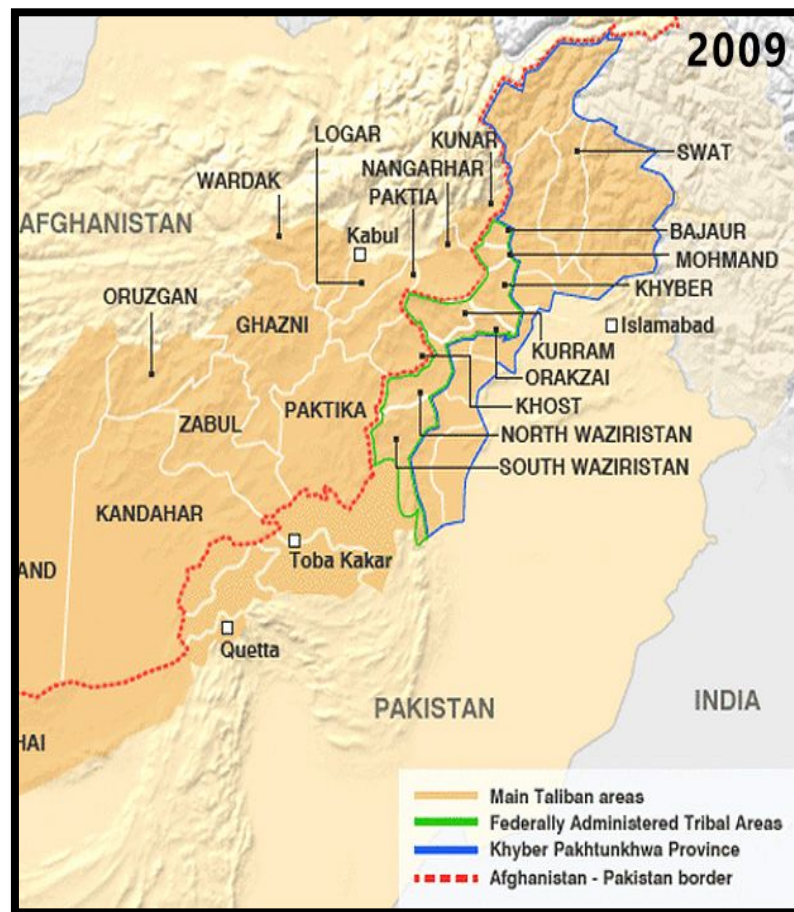 2009
LOGAR
KUNAR
SWAT
NANGARHAR
WARDAK
PAKTIA
AFGHANISTAN
Kabul
BAJAUR
MOHMAND
KHYBER
ORUZGAN
GHAZNI
Islamabad
KURRAM
ORAKZAI
KHOST
ZABUL
PAKTIKA
NORTH WAZIRISTAN
SOUTH WAZIRISTAN
KANDAHAR
AND
Toba Kakar
Quetta
PAKISTAN
INDIA
HAI
Main Taliban areas
Federally Administered Tribal Areas
Khyber Pakhtunkhwa Province
Afghanistan - Pakistan border